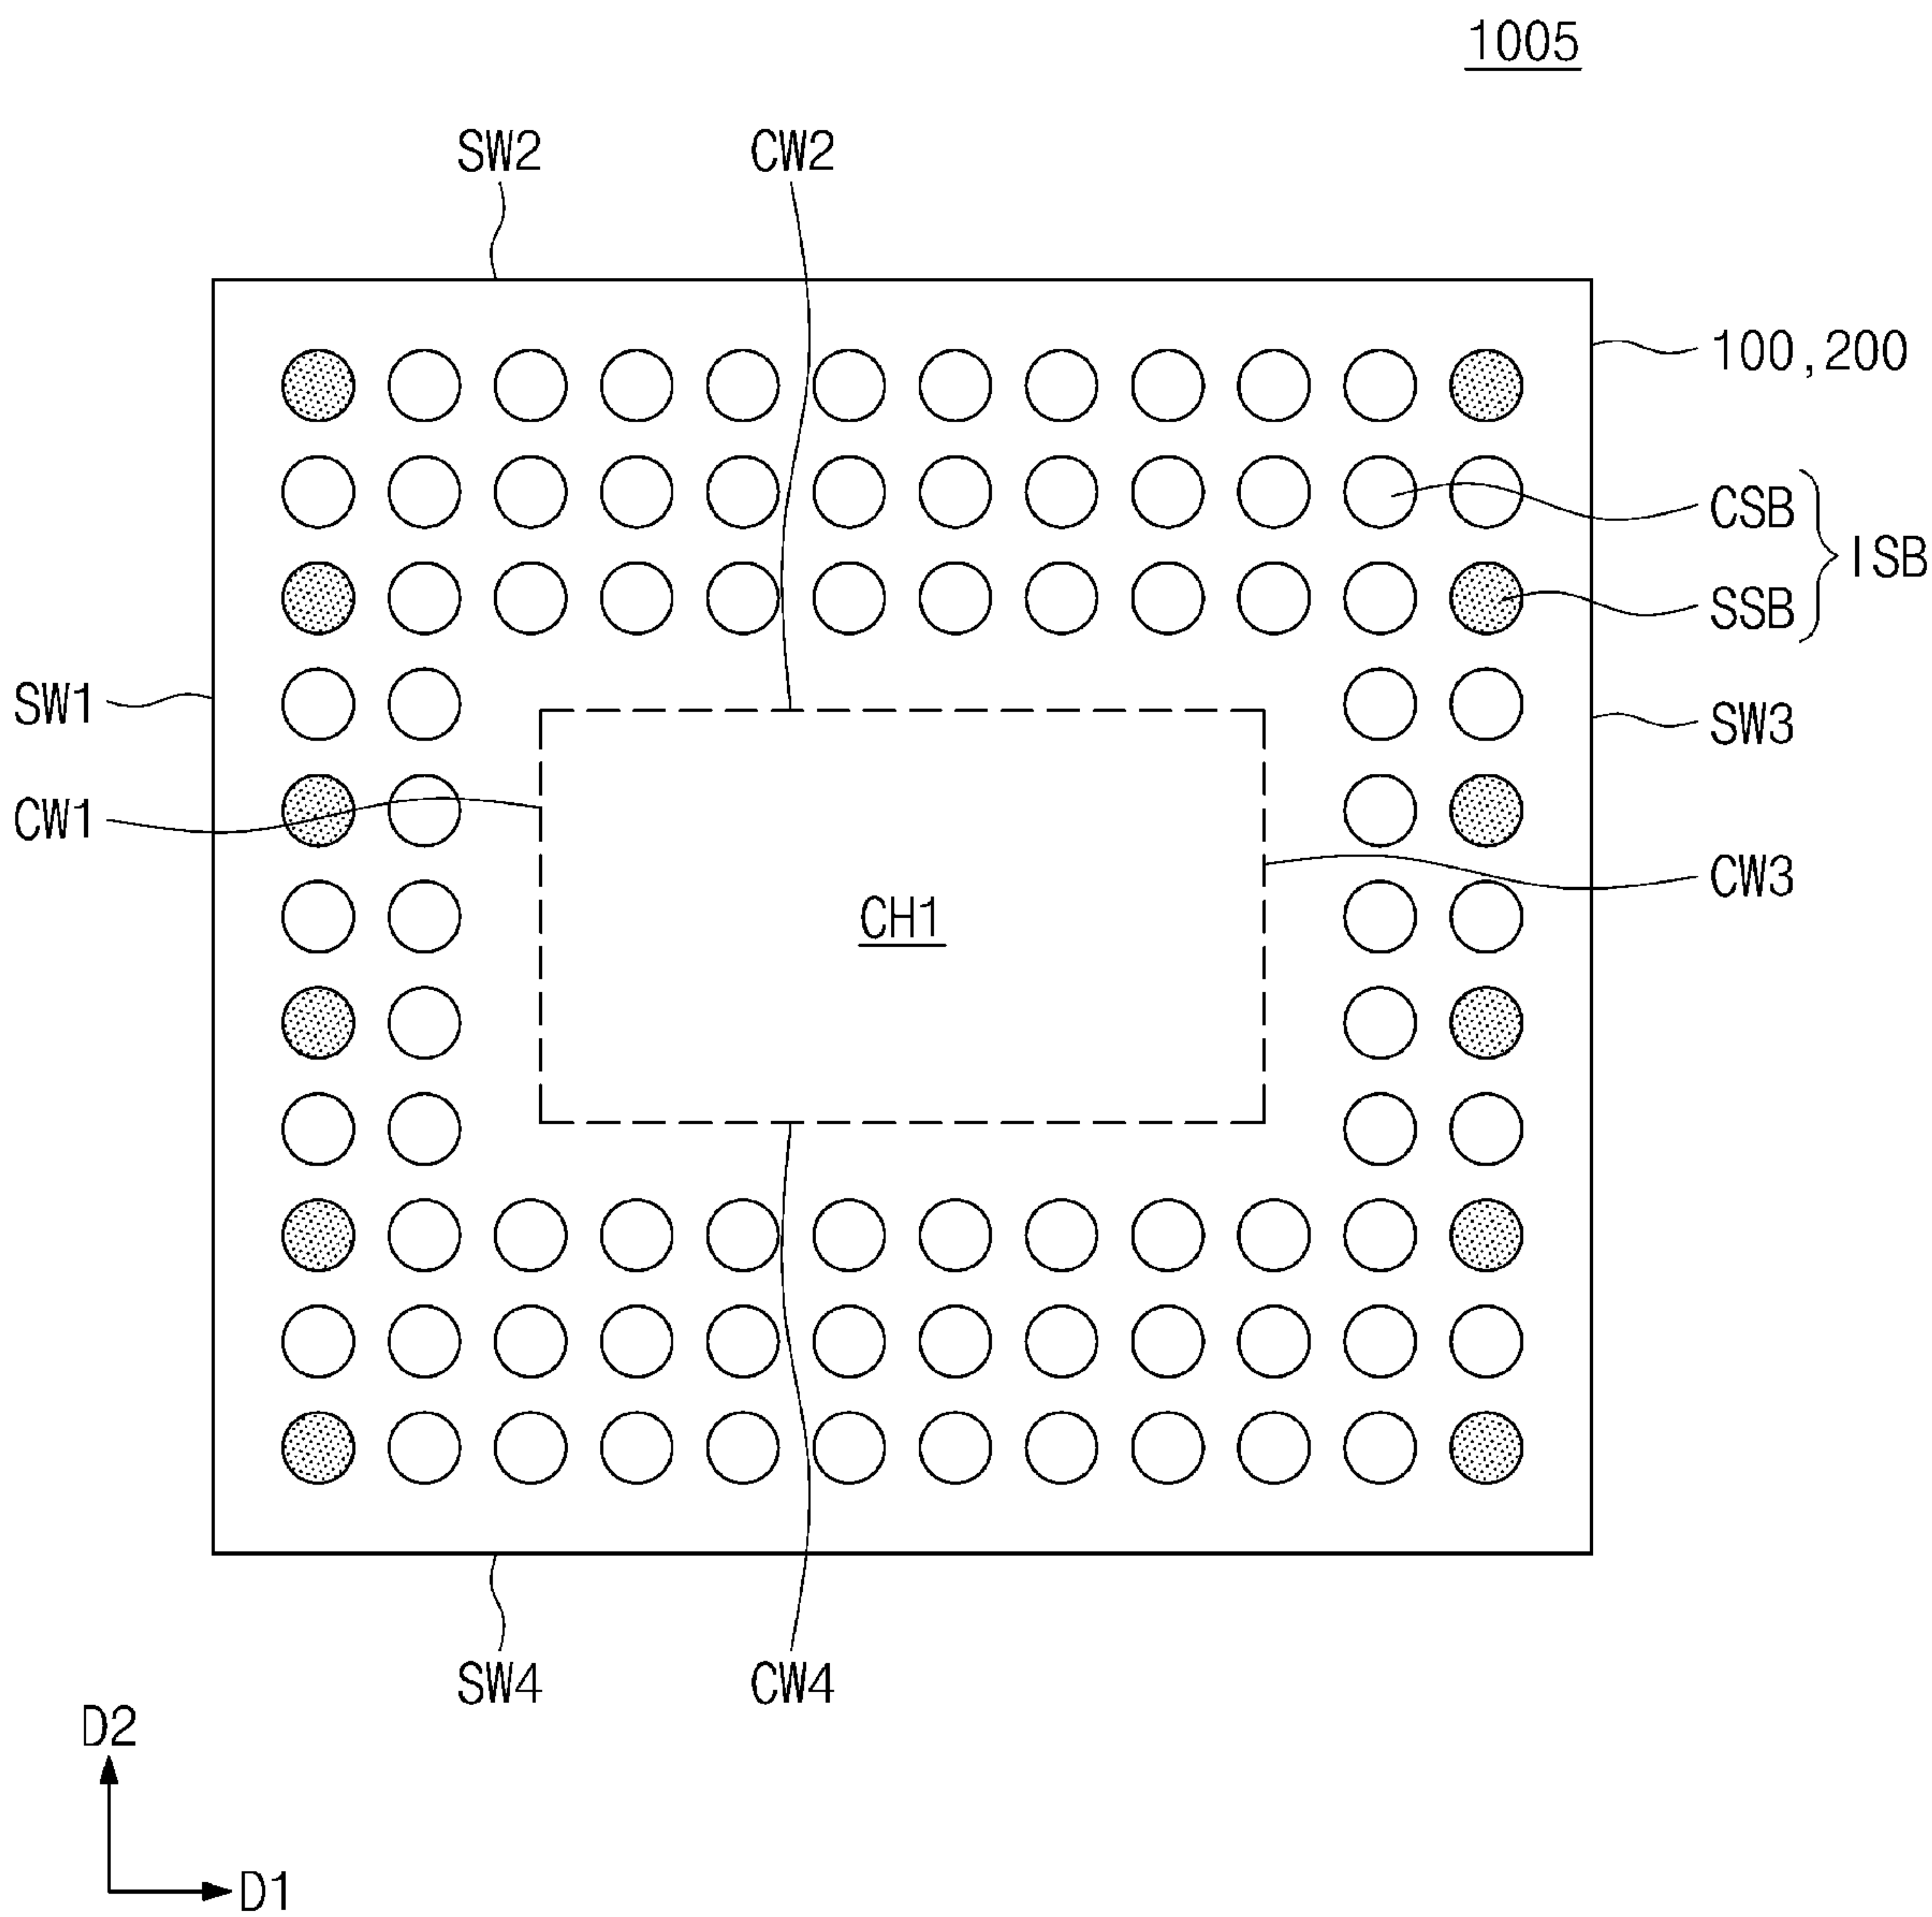 1005
SW2 CW2
100,200
CSB
ISB
SSB
SW1
SW3
CW1
CW3
CH1
SW4 CW4
D2
D1